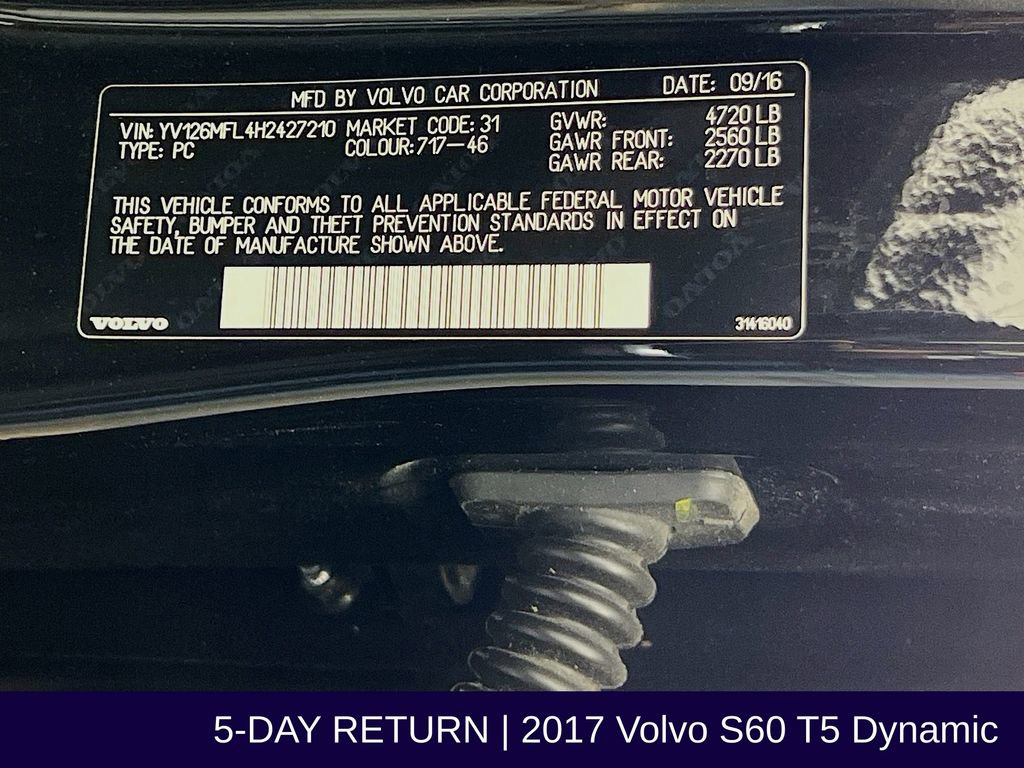 MFD BY VOLVO CAR CORPORATION DATE: 09/16
VIN: YV126MFL4H2427210 MARKET CODE: 31 GVWR: 4720 LB
TYPE: PC COLOUR: 717-46 GAWR FRONT: 2560 LB
GAWR REAR: 2270 LB
THIS VEHICLE CONFORMS TO ALL APPLICABLE FEDERAL MOTOR VEHICLE
SAFETY, BUMPER AND THEFT PREVENTION STANDARDS IN EFFECT ON
THE DATE OF MANUFACTURE SHOWN ABOVE.
VOLVO 31416040
5-DAY RETURN | 2017 Volvo S60 T5 Dynamic